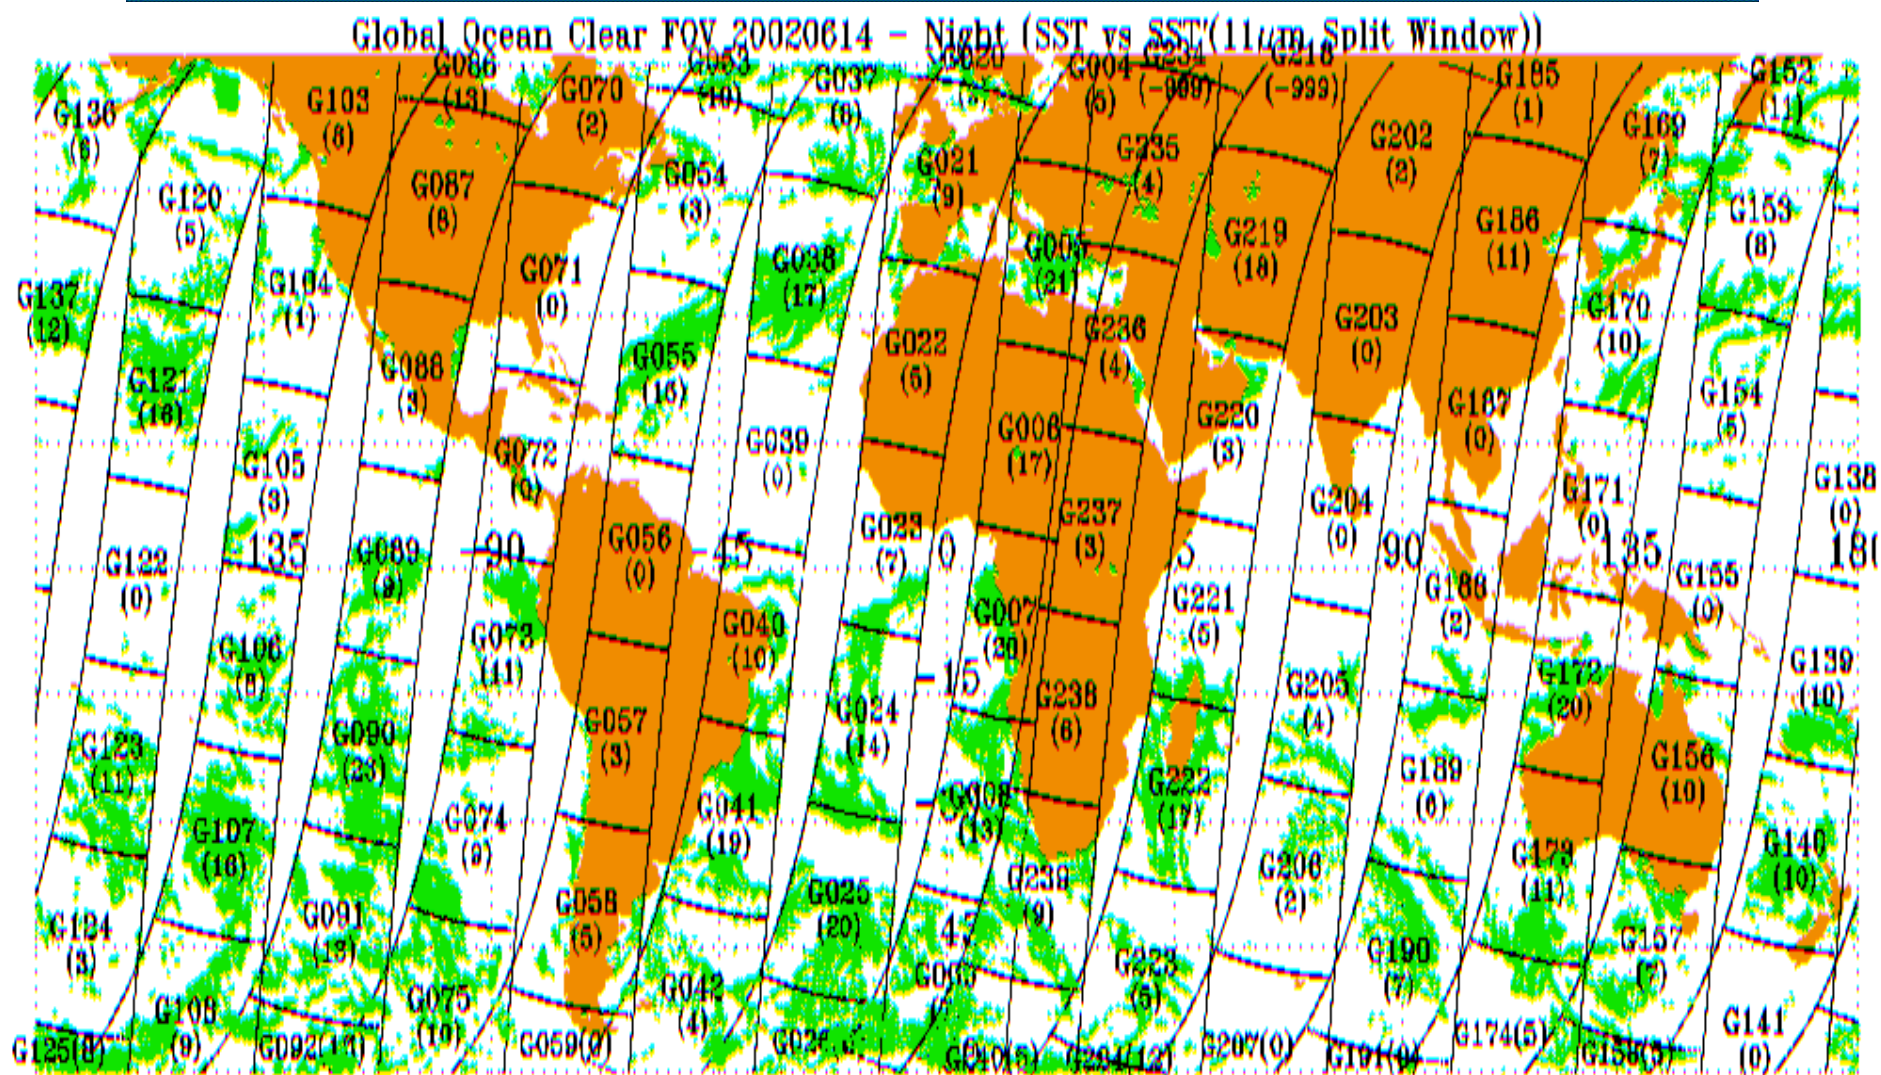 Global Ocean Clear FOV 20020614 - Night (SST vs SST'(11μm Split Window))
G136
(6)
G103
(8)
G086
(13)
G070
(2)
G053
(10)
G037
(8)
G020
G004
(5)
G234
(-999)
G218
(-999)
G185
(1)
G152
(11)
G120
(5)
G087
(8)
G054
(3)
G021
(9)
G235
(4)
G202
(2)
G169
(7)
G153
(8)
G137
(12)
G104
(1)
G071
(0)
G038
(17)
G005
(21)
G219
(18)
G186
(11)
G170
(10)
G121
(16)
G088
(3)
G055
(16)
G022
(5)
G236
(4)
G203
(0)
G154
(5)
G105
(3)
G072
(0)
G039
(0)
G006
(17)
G220
(3)
G187
(0)
G138
(0)
G122
(0)
135
G089
(9)
90
G056
(0)
45
G023
(7)
0
G237
(3)
G204
(0)
90
G171
(0)
135
180
G106
(8)
G073
(11)
G040
(10)
G007
(20)
G221
(5)
G188
(2)
G155
(0)
G123
(11)
G090
(23)
G057
(3)
G024
(14)
-15
G238
(6)
G205
(4)
G172
(20)
G139
(10)
G107
(16)
G074
(9)
G041
(19)
G008
(13)
G222
(17)
G189
(6)
G156
(10)
G124
(3)
G091
(13)
G058
(5)
G025
(20)
45
G239
(9)
G206
(2)
G173
(11)
G140
(10)
G108
(9)
G075
(10)
G042
(4)
G223
(5)
G190
(7)
G157
(7)
G141
(0)
G092
G059(0)
G207(0)
G174(5)